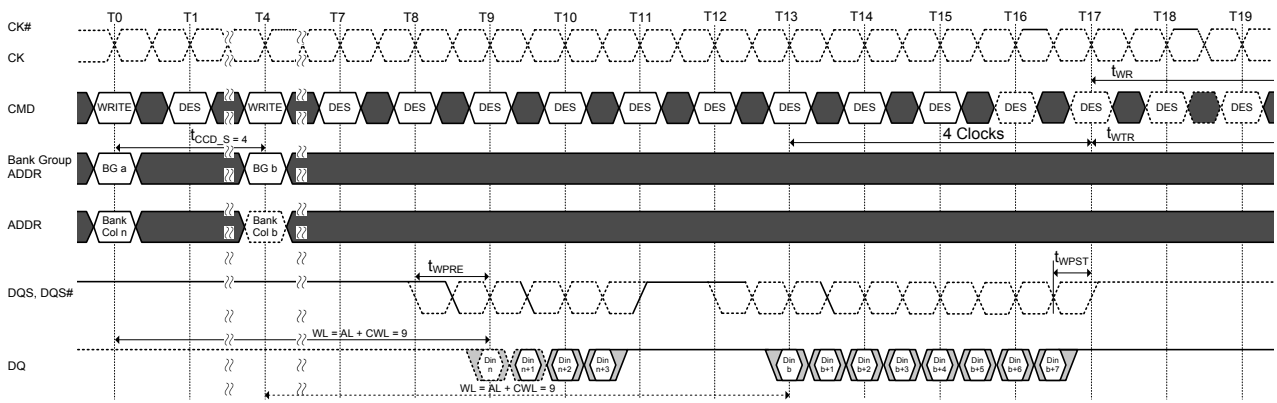 T0 T1 T4 T7 T8 T9 T10 T11 T12 T13 T14 T15 T16 T17 T18 T19
CK#
CK
tWR
CMD WRITE DES WRITE DES DES DES DES DES DES DES DES DES DES DES DES DES
tCCD_S = 4
4 Clocks
tWTR
Bank Group
ADDR
BG a BG b
ADDR
Bank
Col n
Bank
Col b
tWPRE
tWPST
DQS, DQS#
WL = AL + CWL = 9
DQ
Din
n
Din
n+1
Din
n+2
Din
n+3
Din
b
Din
b+1
Din
b+2
Din
b+3
Din
b+4
Din
b+5
Din
b+6
Din
b+7
WL = AL + CWL = 9